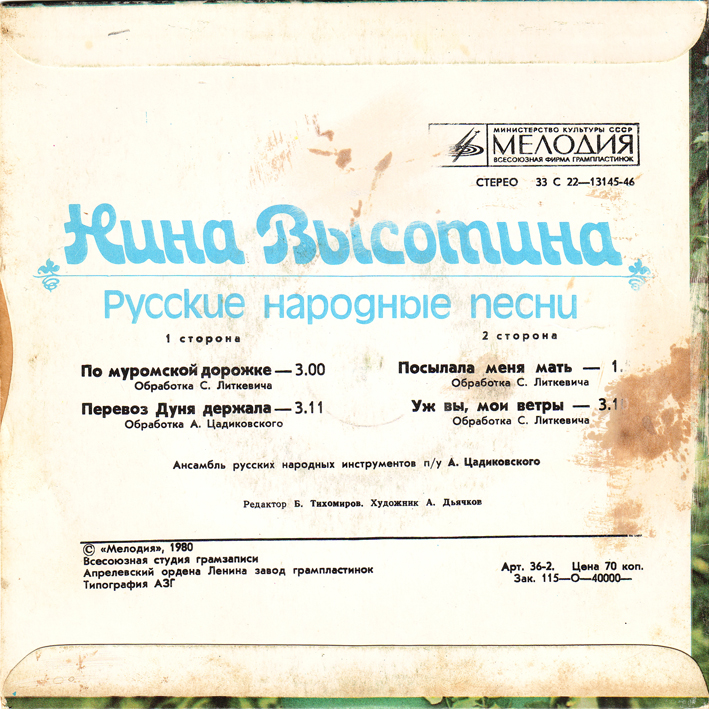 МИНИСТЕРСТВО КУЛЬТУРЫ СССР
МЕЛОДИЯ
ВСЕСОЮЗНАЯ ФИРМА ГРАМПЛАСТИНОК
СТЕРЕО 33 С 22—13145-46
Нина Высотина
Русские народные песни
1 сторона
По муромской дорожке — 3.00
Обработка С. Литкевича
Перевоз Дуня держала — 3.11
Обработка А. Цадиковского
2 сторона
Посылала меня мать — 1.
Обработка С. Литкевича
Уж вы, мои ветры — 3.1
Обработка С. Литкевича
Ансамбль русских народных инструментов п/у А. Цадиковского
Редактор Б. Тихомиров. Художник А. Дьячков
© «Мелодия», 1980
Всесоюзная студия грамзаписи
Апрелевский ордена Ленина завод грампластинок
Типография АЗГ
Арт. 36-2. Цена 70 коп.
Зак. 115—О—40000—